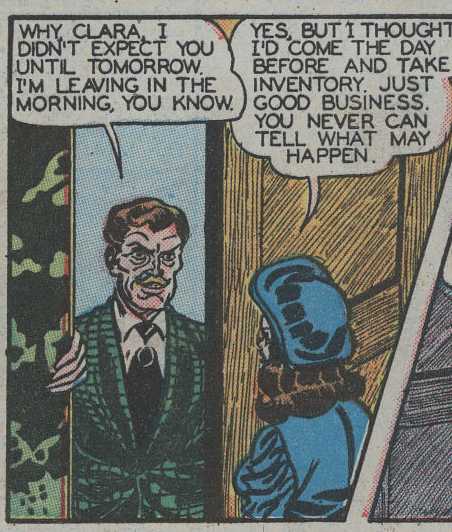 WHY, CLARA, I
DIDN'T EXPECT YOU
UNTIL TOMORROW.
I'M LEAVING IN THE
MORNING, YOU KNOW.
YES, BUT I THOUGHT
I'D COME THE DAY
BEFORE AND TAKE
INVENTORY. JUST
GOOD BUSINESS.
YOU NEVER CAN
TELL WHAT MAY
HAPPEN.